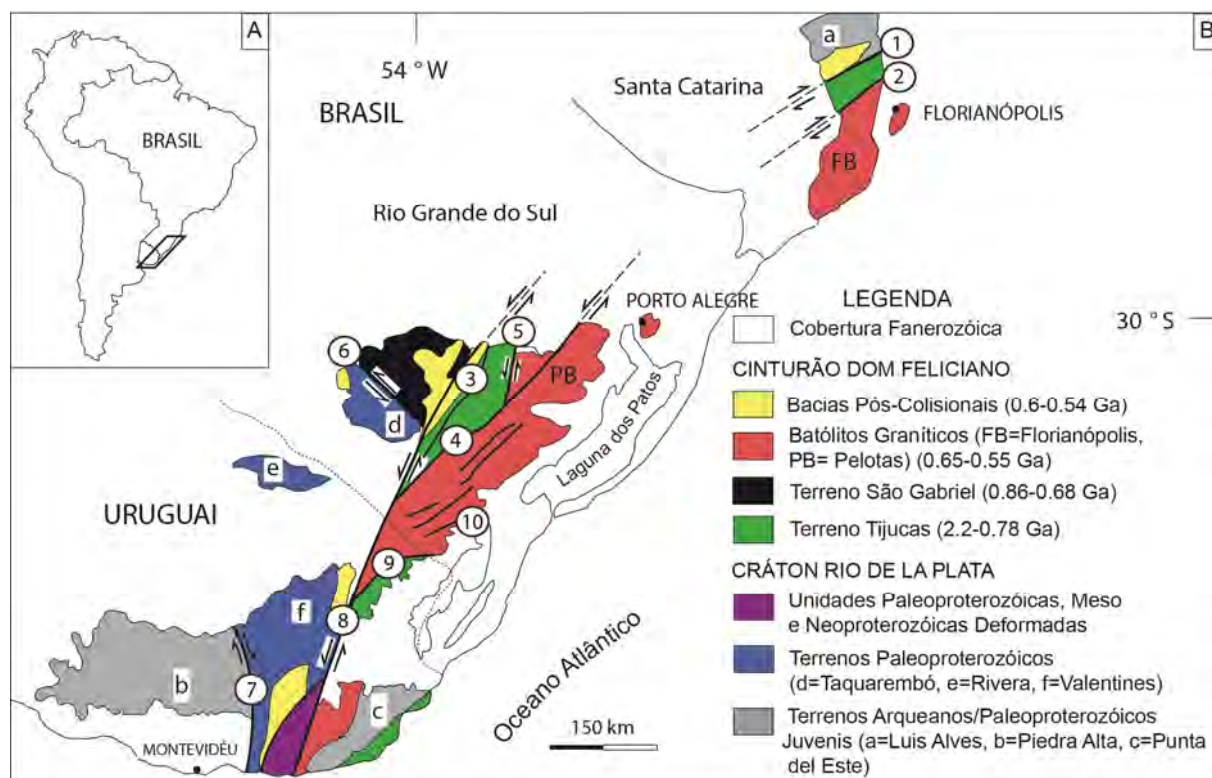 A
BRASIL
B
54 ° W
BRASIL
Santa Catarina
a
1
2
FLORIANÓPOLIS
FB
Rio Grande do Sul
PORTO ALEGRE
30 ° S
6
5
3
PB
d
4
e
Laguna dos Patos
URUGUAI
10
9
f
8
b
7
c
MONTEVIDÉU
Oceano Atlântico
150 km
LEGENDA
Cobertura Fanerozóica
CINTURÃO DOM FELICIANO
Bacias Pós-Colisionais (0.6-0.54 Ga)
Batólitos Graníticos (FB=Florianópolis,
PB= Pelotas) (0.65-0.55 Ga)
Terreno São Gabriel (0.86-0.68 Ga)
Terreno Tijucas (2.2-0.78 Ga)
CRÁTON RIO DE LA PLATA
Unidades Paleoproterozóicas, Meso
e Neoproterozóicas Deformadas
Terrenos Paleoproterozóicos
(d=Taquarembó, e=Rivera, f=Valentines)
Terrenos Arqueanos/Paleoproterozóicos
Juvenis (a=Luis Alves, b=Piedra Alta, c=Punta
del Este)